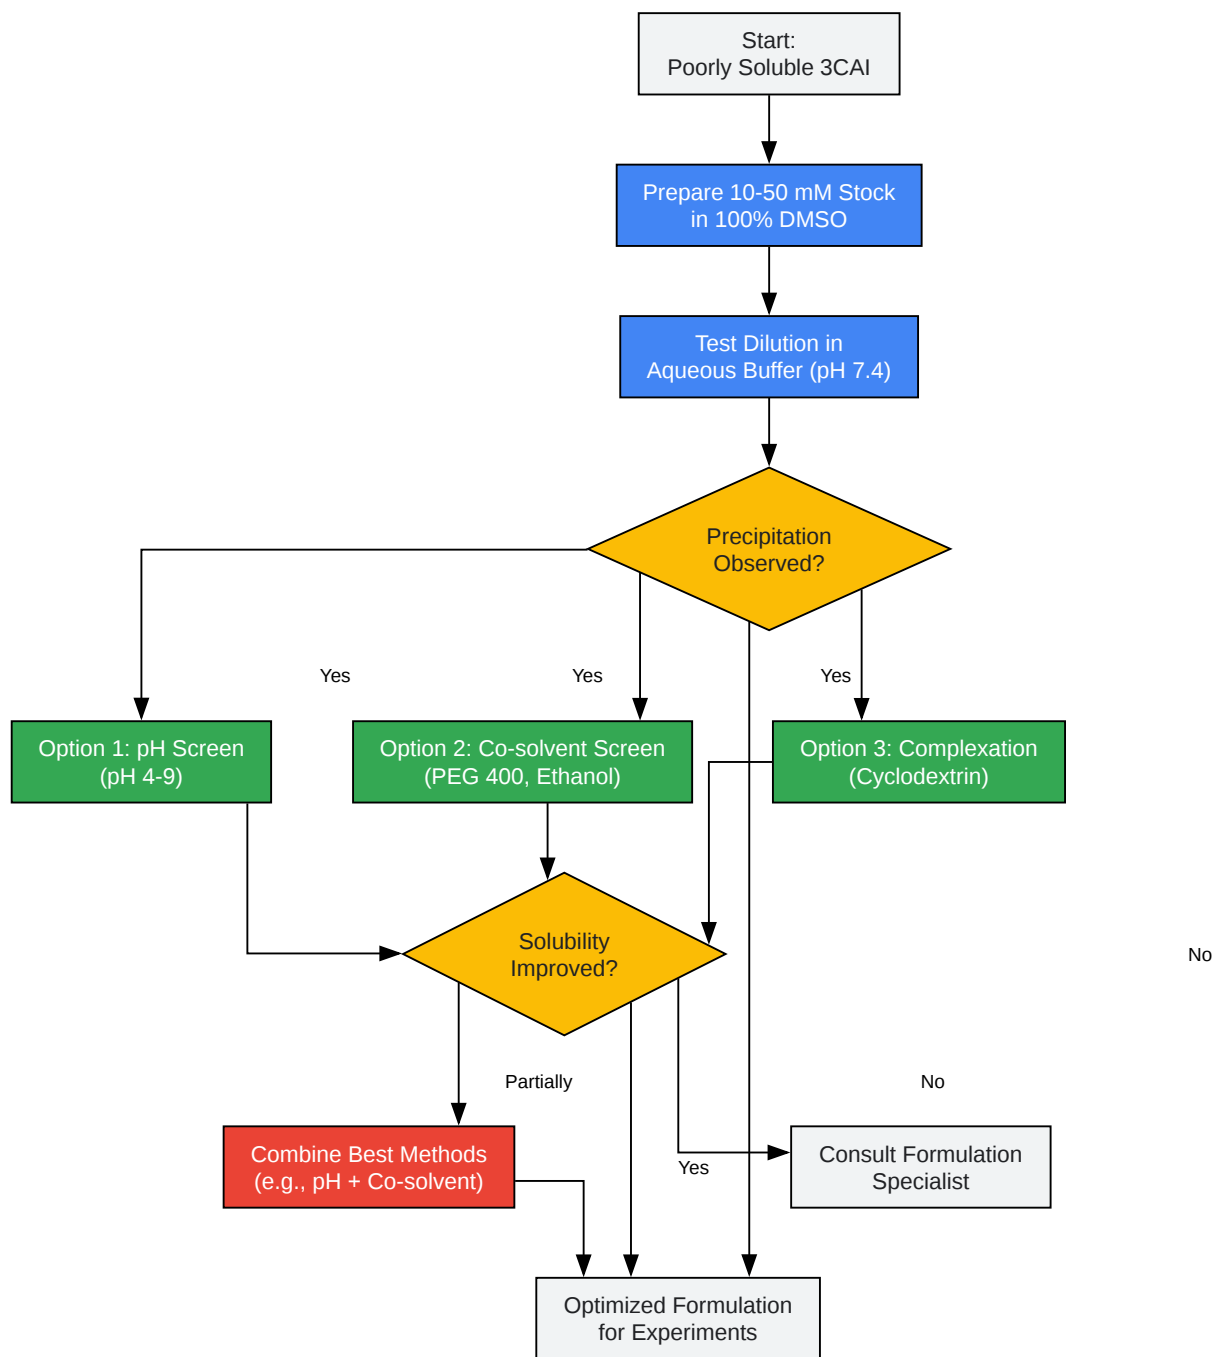 Start:
Poorly Soluble 3CAI
Prepare 10-50 mM Stock
in 100% DMSO
Test Dilution in
Aqueous Buffer (pH 7.4)
Precipitation
Observed?
Yes
Yes
Yes
Option 1: pH Screen
(pH 4-9)
Option 2: Co-solvent Screen
(PEG 400, Ethanol)
Option 3: Complexation
(Cyclodextrin)
Solubility
Improved?
No
Partially
No
Combine Best Methods
(e.g., pH + Co-solvent)
Yes
Consult Formulation
Specialist
Optimized Formulation
for Experiments